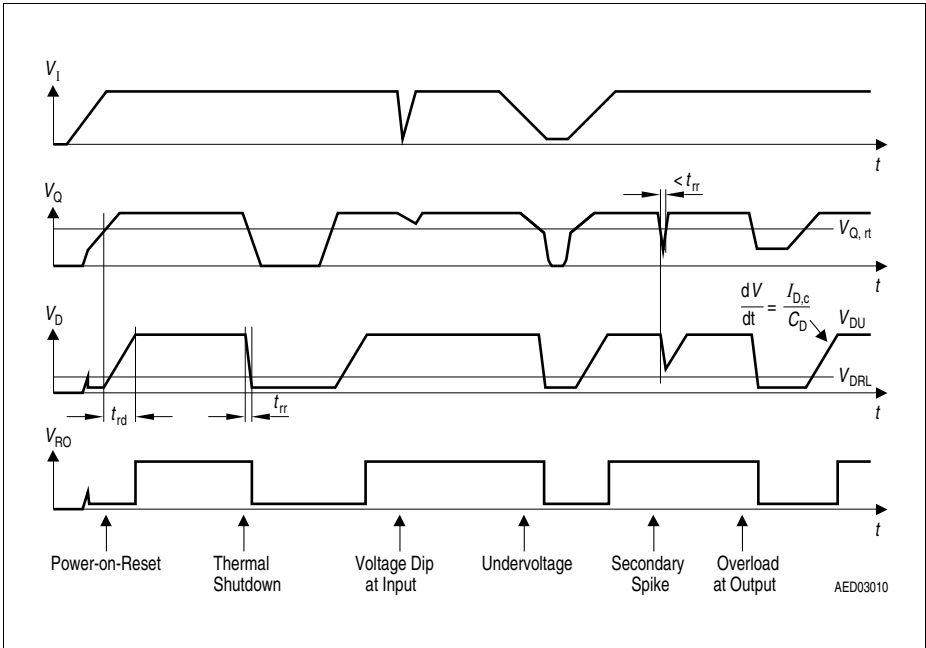 V_I
t
< t_rr
V_Q
V_Q, rt
t
dV/dt = I_D,c/C_D
V_D
V_DU
V_DRL
t_rd
t_rr
t
V_RO
t
Power-on-Reset
Thermal
Shutdown
Voltage Dip
at Input
Undervoltage
Secondary
Spike
Overload
at Output
AED03010